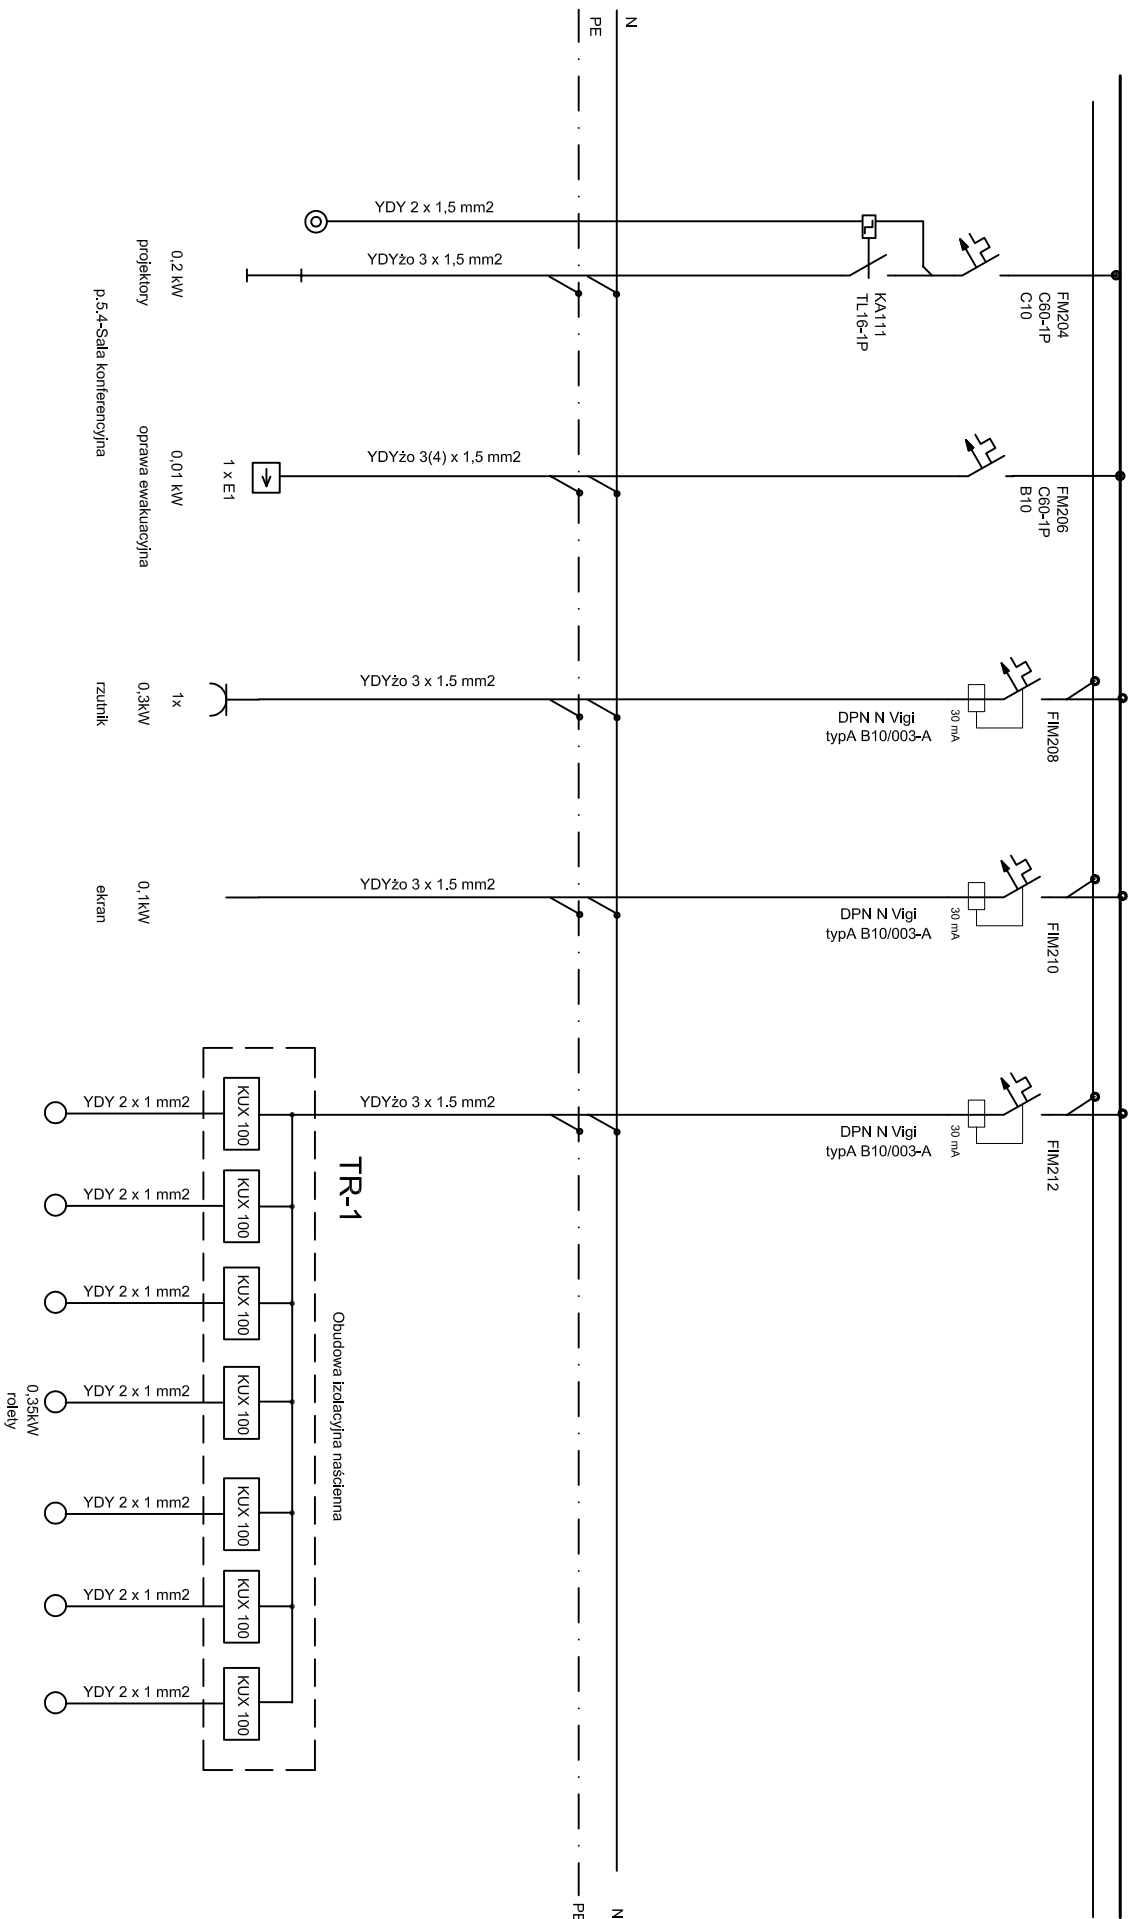 N
PE
FM204
C60-1P
C10
KA111
TL16-1P
YDY 2 x 1,5 mm2
YDYżo 3 x 1,5 mm2
0,2 kW
projektory
FM206
C60-1P
B10
YDYżo 3(4) x 1,5 mm2
1 x E1
0,01 kW
oprawa ewakuacyjna
p.5.4-Sala konferencyjna
FIM208
30 mA
DPN N Vigi
typA B10/003-A
YDYżo 3 x 1.5 mm2
1x
0,3kW
rzutnik
FIM210
30 mA
DPN N Vigi
typA B10/003-A
YDYżo 3 x 1.5 mm2
0,1kW
ekran
FIM212
30 mA
DPN N Vigi
typA B10/003-A
YDYżo 3 x 1.5 mm2
TR-1
Obudowa izolacyjna naścienna
KUX 100
YDY 2 x 1 mm2
KUX 100
YDY 2 x 1 mm2
KUX 100
YDY 2 x 1 mm2
KUX 100
YDY 2 x 1 mm2
KUX 100
YDY 2 x 1 mm2
KUX 100
YDY 2 x 1 mm2
KUX 100
YDY 2 x 1 mm2
0,35kW
rolety
N
PE